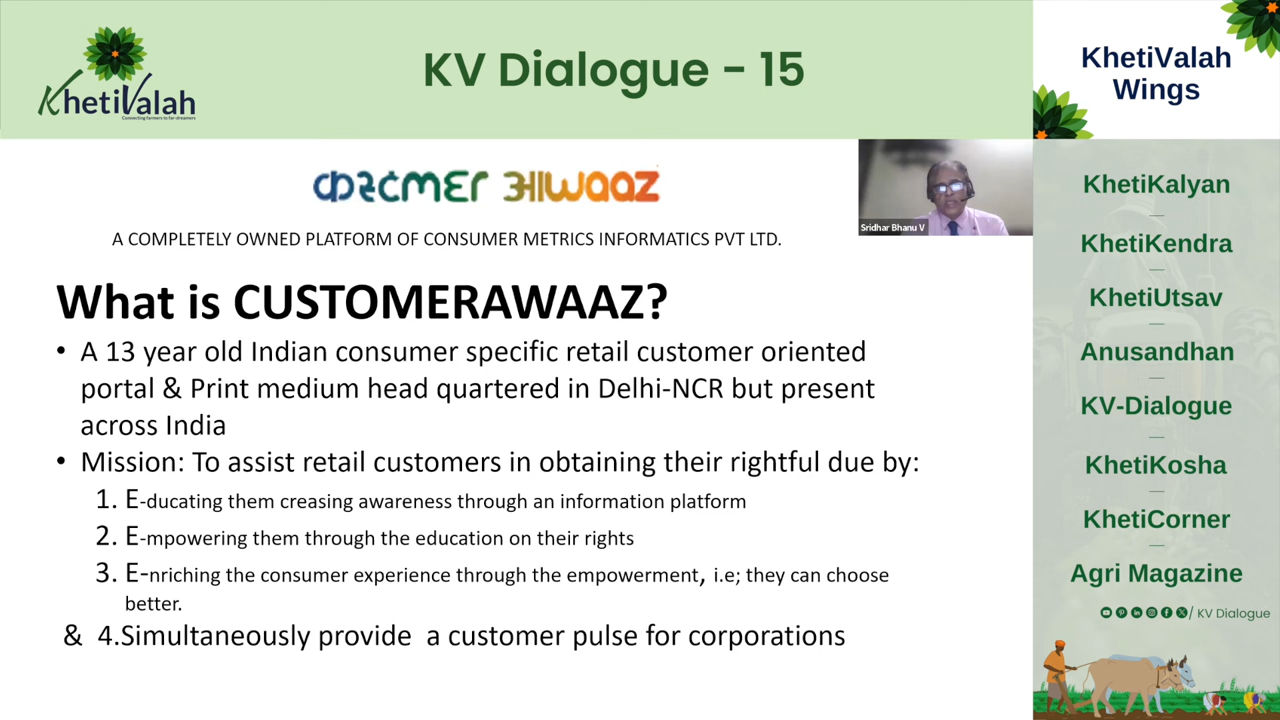 KhetiValah
Connecting farmers to far-dreamers
KV Dialogue - 15
KhetiValah
Wings
कस्टमर आवाaz
Sridhar Bhanu V
A COMPLETELY OWNED PLATFORM OF CONSUMER METRICS INFORMATICS PVT LTD.
What is CUSTOMERAWAAZ?
• A 13 year old Indian consumer specific retail customer oriented
portal & Print medium head quartered in Delhi-NCR but present
across India
• Mission: To assist retail customers in obtaining their rightful due by:
1. E-ducating them creasing awareness through an information platform
2. E-mpowering them through the education on their rights
3. E-nriching the consumer experience through the empowerment, i.e; they can choose
better.
& 4.Simultaneously provide a customer pulse for corporations
KhetiKalyan
KhetiKendra
KhetiUtsav
Anusandhan
KV-Dialogue
KhetiKosha
KhetiCorner
Agri Magazine
/ KV Dialogue